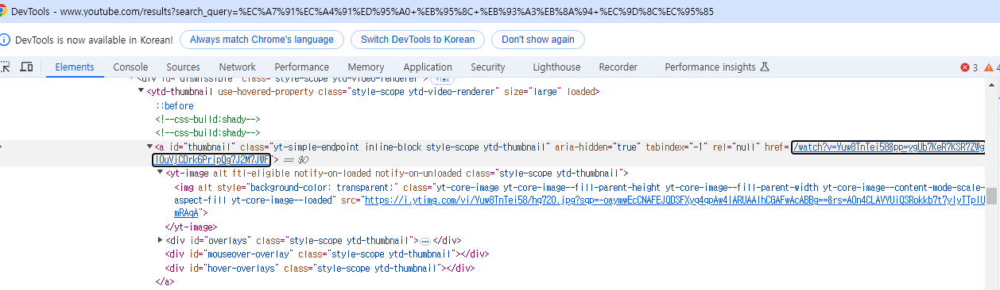 DevTools - www.youtube.com/results?search_query=%EC%A7%91%EC%A4%91%ED%95%A0+%EB%95%8C+%EB%93%A3%EB%8A%94+%EC%9D%8C%EC%95%85
DevTools is now available in Korean! Always match Chrome's language Switch DevTools to Korean Don't show again
Elements Console Sources Network Performance Memory Application Security Lighthouse Recorder Performance insights 3 4
<div id="dismissible" class="style-scope ytd-video-renderer"> flex
<ytd-thumbnail use-hovered-property class="style-scope ytd-video-renderer" size="large" loaded>
::before
<!--css-build:shady-->
<!--css-build:shady-->
<a id="thumbnail" class="yt-simple-endpoint inline-block style-scope ytd-thumbnail" aria-hidden="true" tabindex="-1" rel="null" href="/watch?v=Yuw8TnTei58&pp=ygUb7KeR7KSR7ZWg
IOuVjCDrk6PripQg7J2M7JWF"> == $0
<yt-image alt ftl-eligible notify-on-loaded notify-on-unloaded class="style-scope ytd-thumbnail">
<img alt style="background-color: transparent;" class="yt-core-image yt-core-image--fill-parent-height yt-core-image--fill-parent-width yt-core-image--content-mode-scale-
aspect-fill yt-core-image--loaded" src="https://i.ytimg.com/vi/Yuw8TnTei58/hq720.jpg?sqp=-oaymwEcCNAFEJQDSFXyq4qpAw4IARUAAIhCGAFwAcABBg==&rs=AOn4CLAVYUiQSRokkb7t7yIyTTpIU
mRAgA">
</yt-image>
<div id="overlays" class="style-scope ytd-thumbnail">…</div>
<div id="mouseover-overlay" class="style-scope ytd-thumbnail"></div>
<div id="hover-overlays" class="style-scope ytd-thumbnail"></div>
</a>